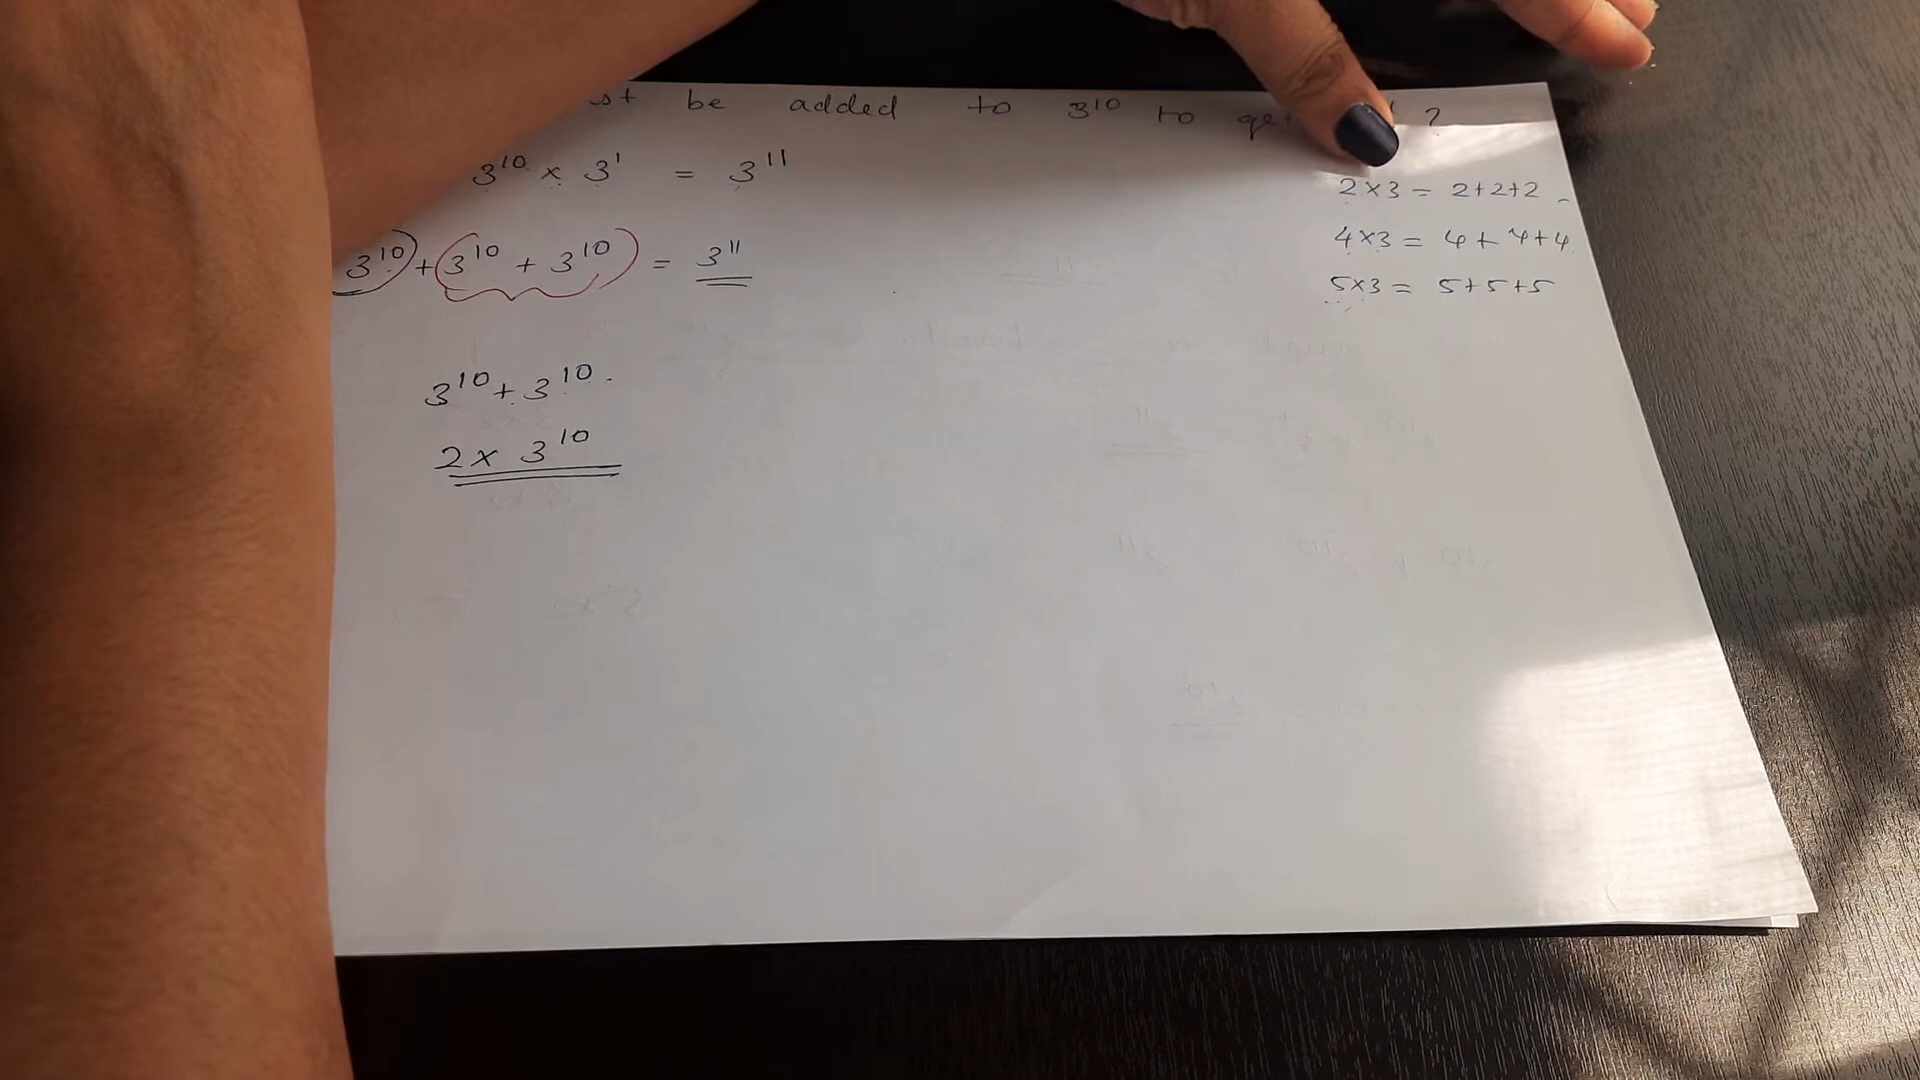 be added to 3¹⁰ to ?
3¹⁰ × 3¹ = 3¹¹
3¹⁰ + (3¹⁰ + 3¹⁰) = 3¹¹
3¹⁰ + 3¹⁰.
2 × 3¹⁰
2×3 = 2+2+2
4×3 = 4+4+4
5×3 = 5+5+5